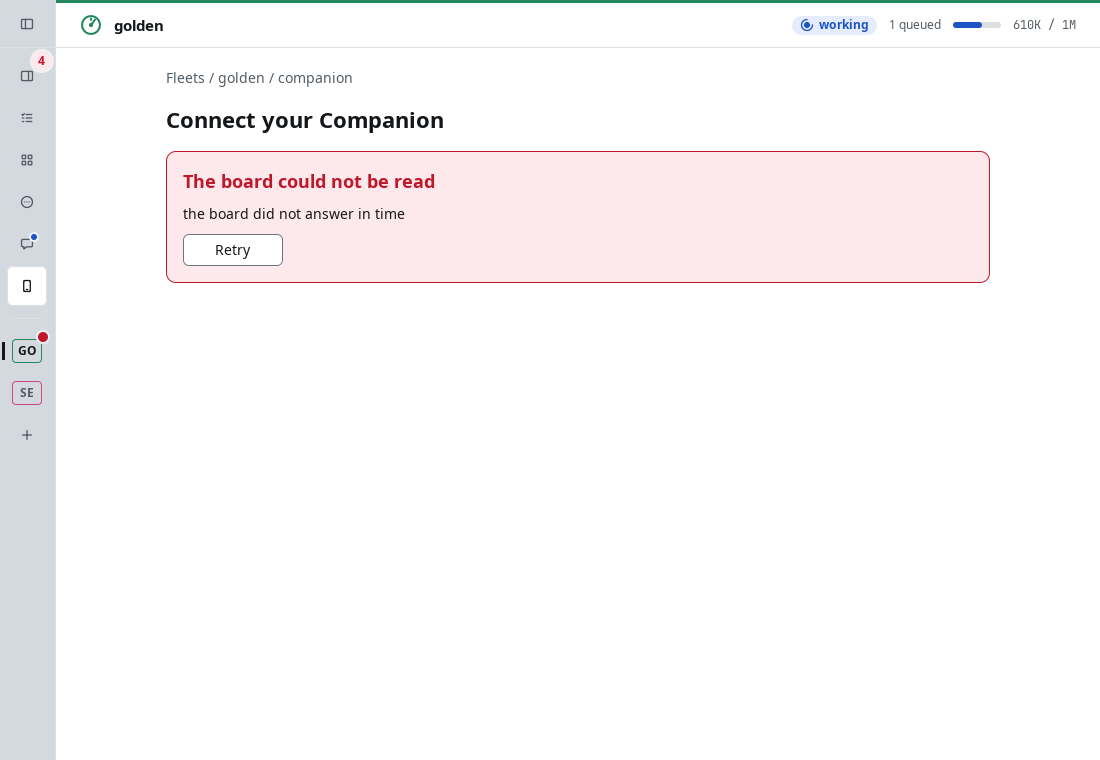 golden
working
1 queued
610K / 1M
4
Fleets / golden / companion
Connect your Companion
The board could not be read
the board did not answer in time
Retry
GO
SE